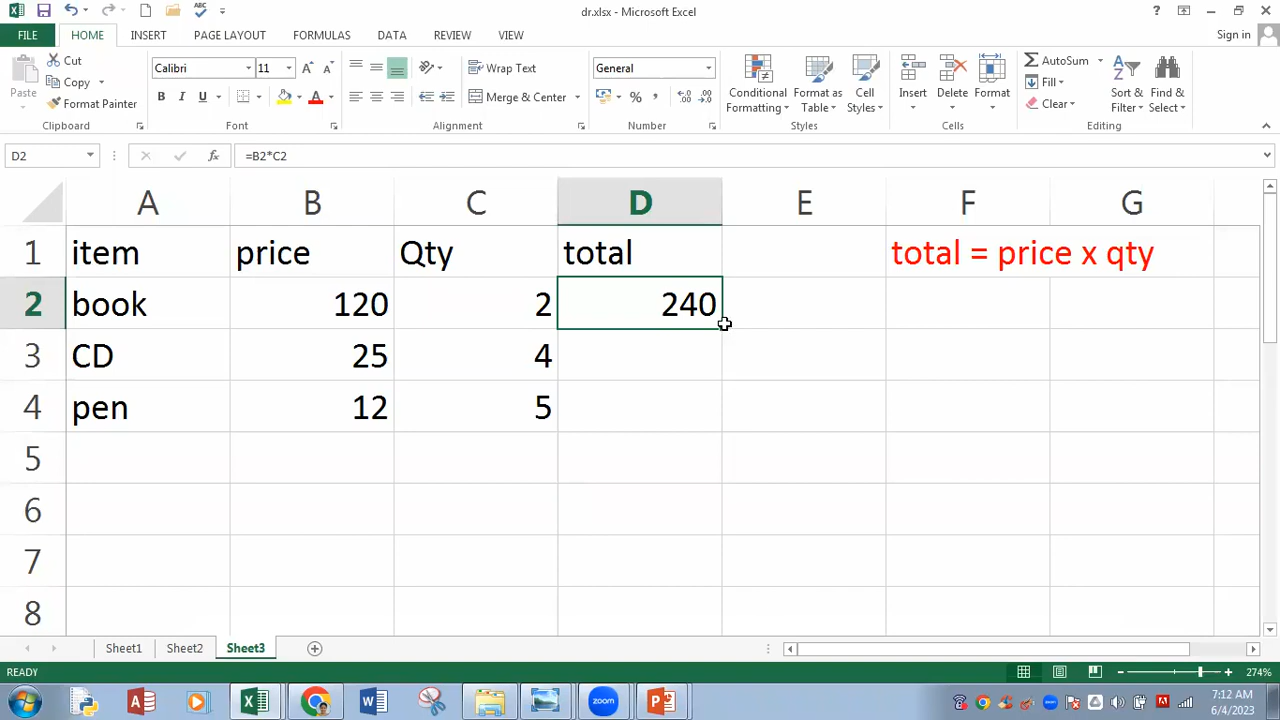 dr.xlsx - Microsoft Excel
?
FILE HOME INSERT PAGE LAYOUT FORMULAS DATA REVIEW VIEW Sign in
Paste Cut Copy Format Painter Clipboard
Calibri 11 B I U A Font
Wrap Text Merge & Center Alignment
General % , Number
Conditional Formatting Format as Table Cell Styles Styles
Insert Delete Format Cells
AutoSum Fill Clear Sort & Filter Find & Select Editing
D2 fx =B2*C2
A B C D E F G
1 item price Qty total total = price x qty
2 book 120 2 240
3 CD 25 4
4 pen 12 5
5
6
7
8
Sheet1 Sheet2 Sheet3
READY 274%
zoom
7:12 AM
6/4/2023